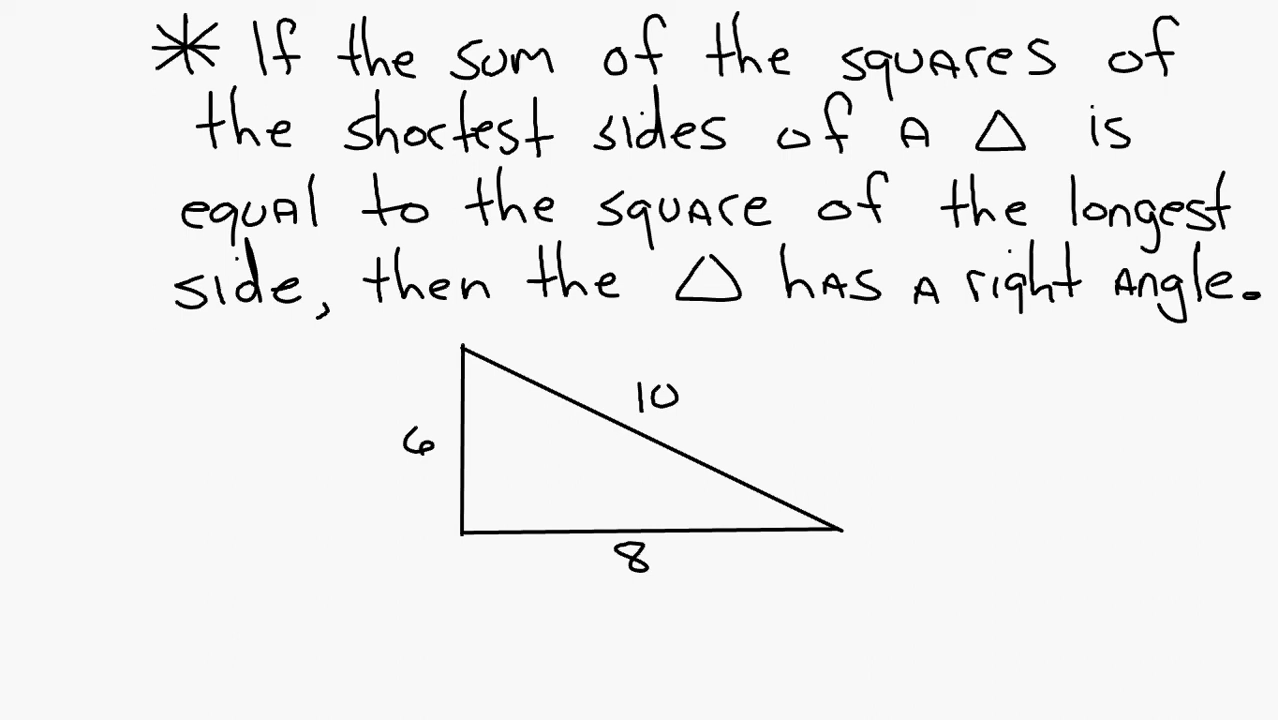 * If the sum of the squares of
the shortest sides of a △ is
equal to the square of the longest
side, then the △ has a right angle.
10
6
8